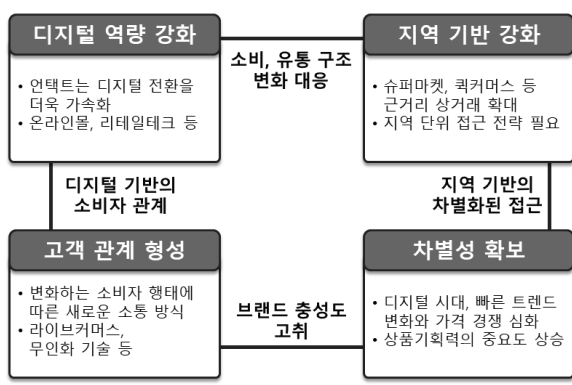 디지털 역량 강화
• 언택트는 디지털 전환을
더욱 가속화
• 온라인몰, 리테일테크 등
소비, 유통 구조
변화 대응
지역 기반 강화
• 슈퍼마켓, 퀵커머스 등
근거리 상거래 확대
• 지역 단위 접근 전략 필요
디지털 기반의
소비자 관계
지역 기반의
차별화된 접근
고객 관계 형성
• 변화하는 소비자 행태에
따른 새로운 소통 방식
• 라이브커머스,
무인화 기술 등
브랜드 충성도
고취
차별성 확보
• 디지털 시대, 빠른 트렌드
변화와 가격 경쟁 심화
• 상품기획력의 중요도 상승